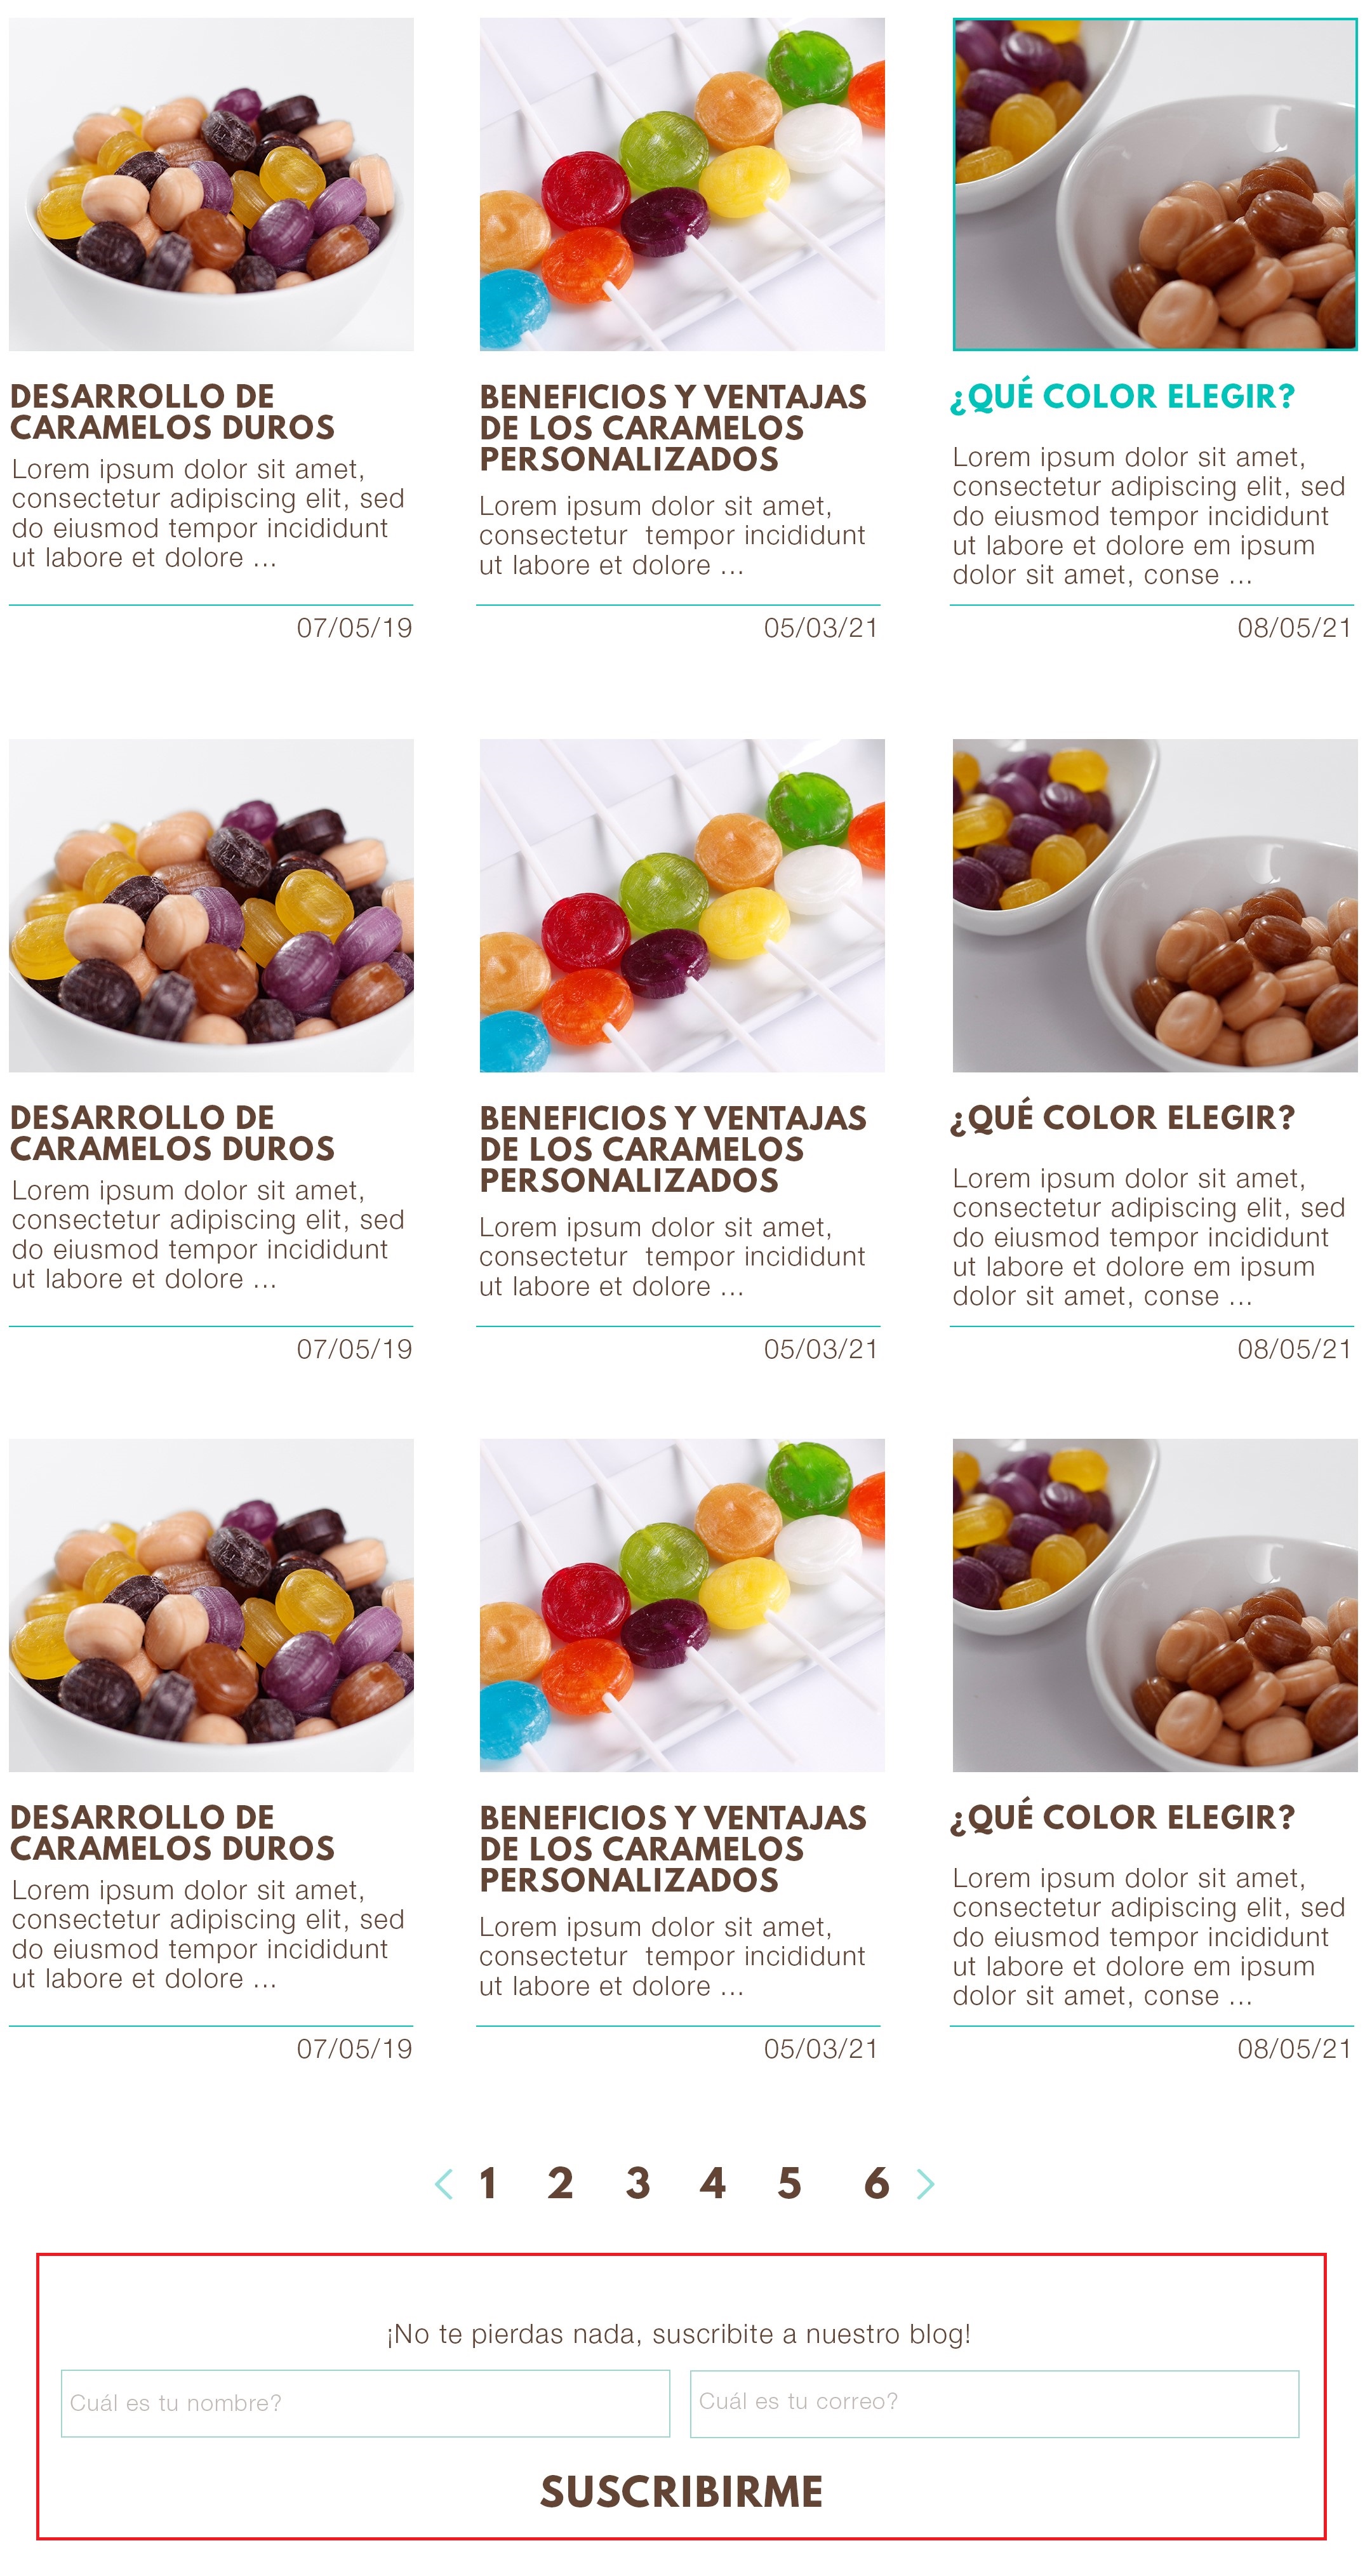 DESARROLLO DE
CARAMELOS DUROS
Lorem ipsum dolor sit amet,
consectetur adipiscing elit, sed
do eiusmod tempor incididunt
ut labore et dolore ...
07/05/19
BENEFICIOS Y VENTAJAS
DE LOS CARAMELOS
PERSONALIZADOS
Lorem ipsum dolor sit amet,
consectetur  tempor incididunt
ut labore et dolore ...
05/03/21
¿QUÉ COLOR ELEGIR?
Lorem ipsum dolor sit amet,
consectetur adipiscing elit, sed
do eiusmod tempor incididunt
ut labore et dolore em ipsum
dolor sit amet, conse ...
08/05/21
DESARROLLO DE
CARAMELOS DUROS
Lorem ipsum dolor sit amet,
consectetur adipiscing elit, sed
do eiusmod tempor incididunt
ut labore et dolore ...
07/05/19
BENEFICIOS Y VENTAJAS
DE LOS CARAMELOS
PERSONALIZADOS
Lorem ipsum dolor sit amet,
consectetur  tempor incididunt
ut labore et dolore ...
05/03/21
¿QUÉ COLOR ELEGIR?
Lorem ipsum dolor sit amet,
consectetur adipiscing elit, sed
do eiusmod tempor incididunt
ut labore et dolore em ipsum
dolor sit amet, conse ...
08/05/21
DESARROLLO DE
CARAMELOS DUROS
Lorem ipsum dolor sit amet,
consectetur adipiscing elit, sed
do eiusmod tempor incididunt
ut labore et dolore ...
07/05/19
BENEFICIOS Y VENTAJAS
DE LOS CARAMELOS
PERSONALIZADOS
Lorem ipsum dolor sit amet,
consectetur  tempor incididunt
ut labore et dolore ...
05/03/21
¿QUÉ COLOR ELEGIR?
Lorem ipsum dolor sit amet,
consectetur adipiscing elit, sed
do eiusmod tempor incididunt
ut labore et dolore em ipsum
dolor sit amet, conse ...
08/05/21
1 2 3 4 5 6
¡No te pierdas nada, suscribite a nuestro blog!
Cuál es tu nombre?
Cuál es tu correo?
SUSCRIBIRME